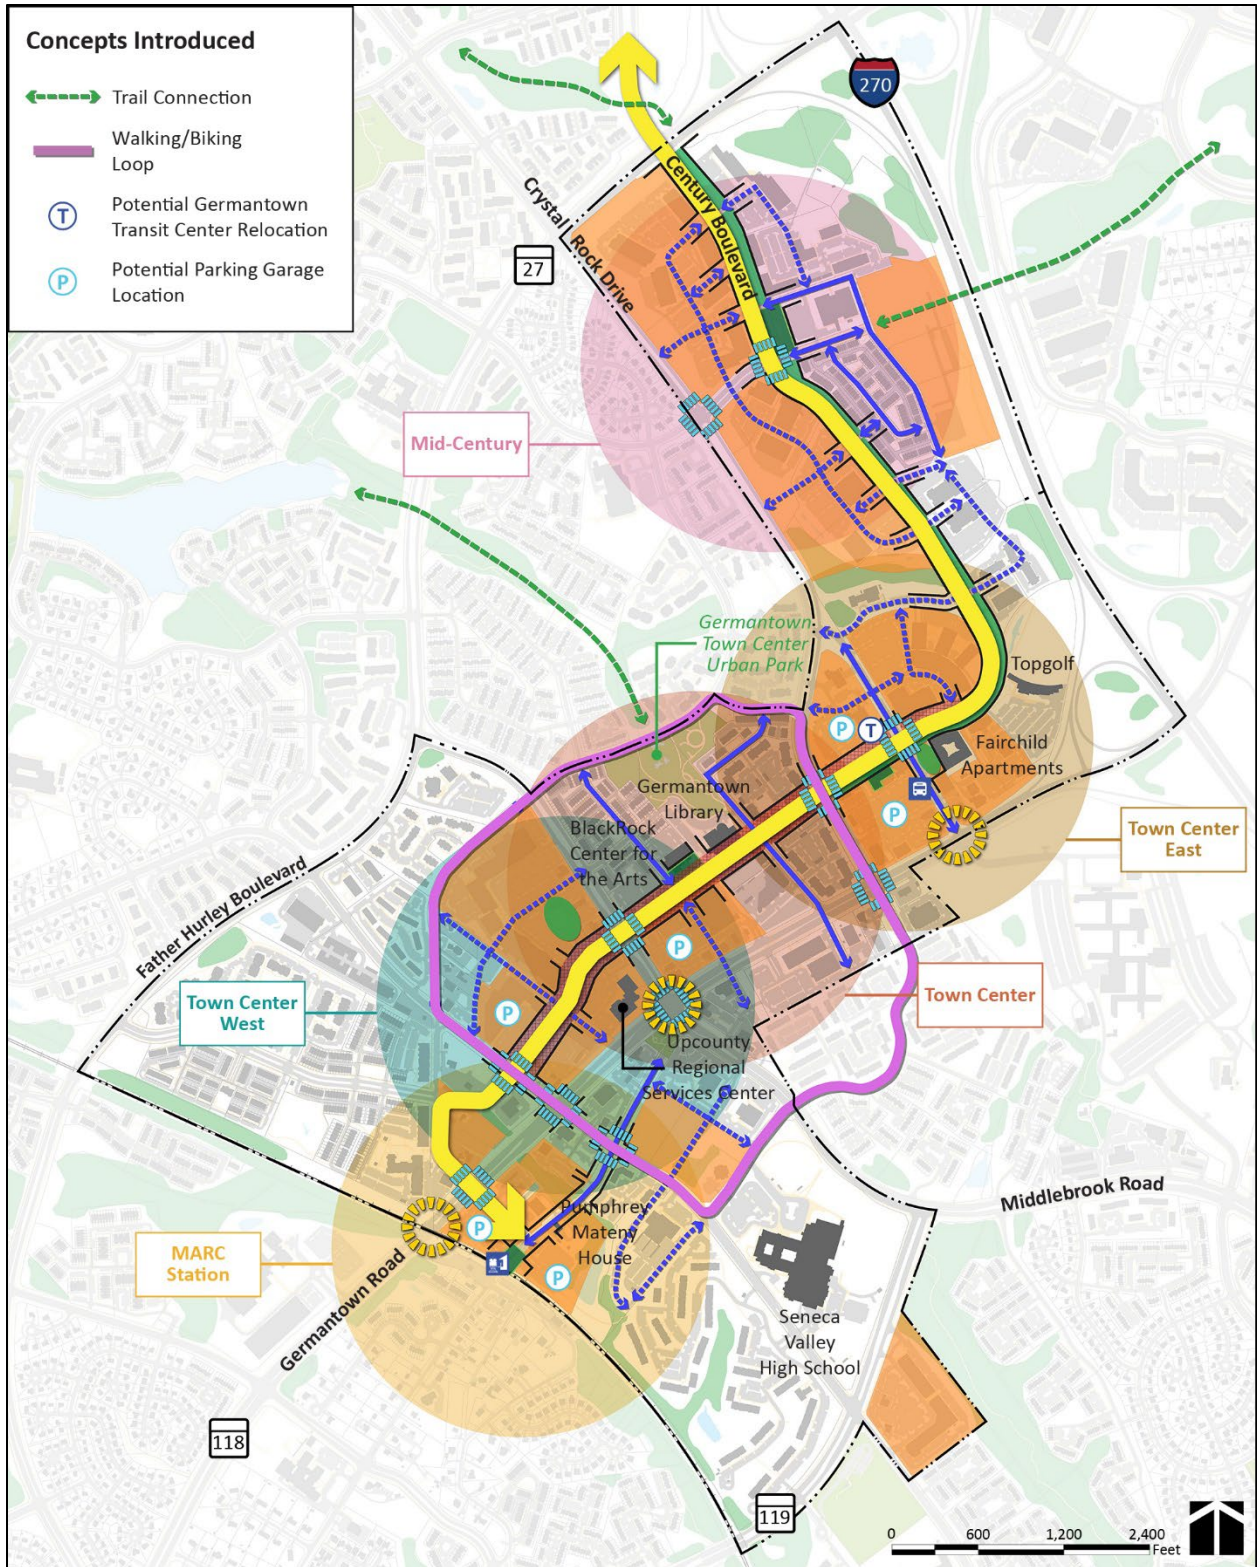 Concepts Introduced
Trail Connection
Walking/Biking
Loop
T
Potential Germantown
Transit Center Relocation
P
Potential Parking Garage
Location
270
27
Century Boulevard
Crystal Rock Drive
Mid-Century
Germantown
Town Center
Urban Park
Topgolf
P
T
Fairchild
Apartments
Germantown
Library
P
BlackRock
Center for
the Arts
Town Center
East
Father Hurley Boulevard
P
Town Center
West
P
Town Center
Upcounty
Regional
Services Center
Middlebrook Road
Pumphrey
Mateny
House
P
P
MARC
Station
Germantown Road
Seneca
Valley
High School
118
119
0 600 1,200 2,400
Feet